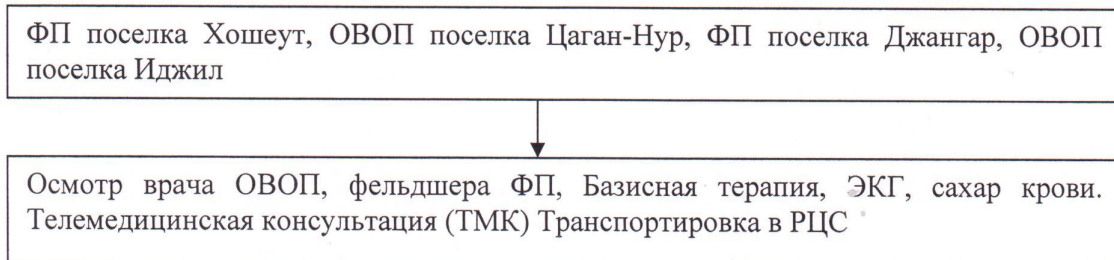 ФП поселка Хошеут, ОВОП поселка Цаган-Нур, ФП поселка Джангар, ОВОП
поселка Иджил
Осмотр врача ОВОП, фельдшера ФП, Базисная терапия, ЭКГ, сахар крови.
Телемедицинская консультация (ТМК) Транспортировка в РЦС